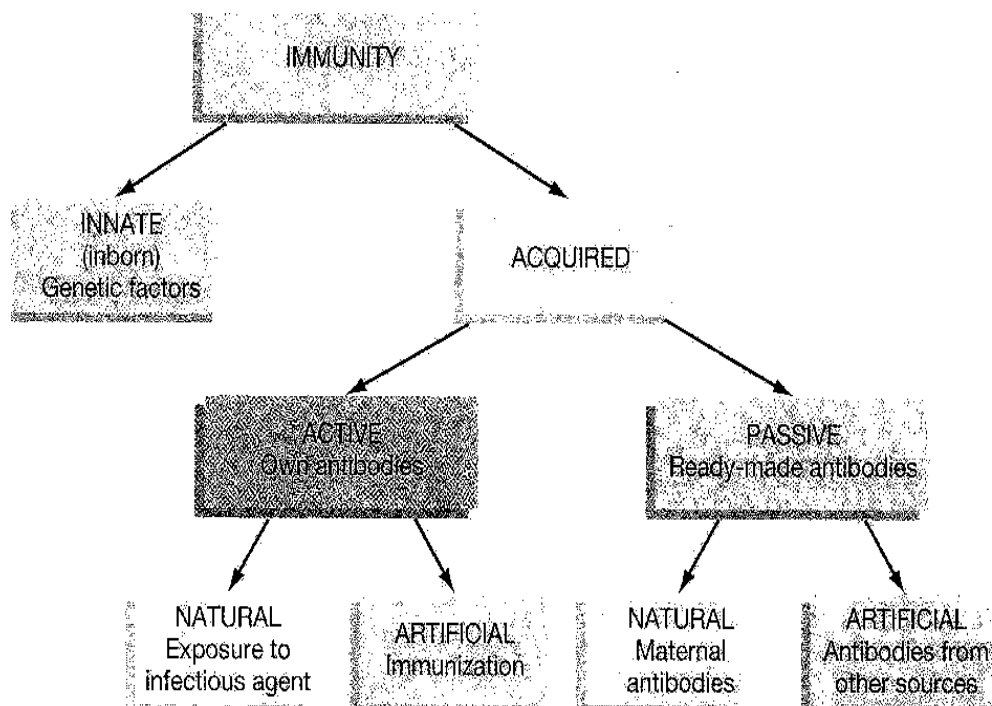 IMMUNITY
INNATE
(inborn)
Genetic factors
ACQUIRED
ACTIVE
Own antibodies
PASSIVE
Ready-made antibodies
NATURAL
Exposure to
infectious agent
ARTIFICIAL
Immunization
NATURAL
Maternal
antibodies
ARTIFICIAL
Antibodies from
other sources